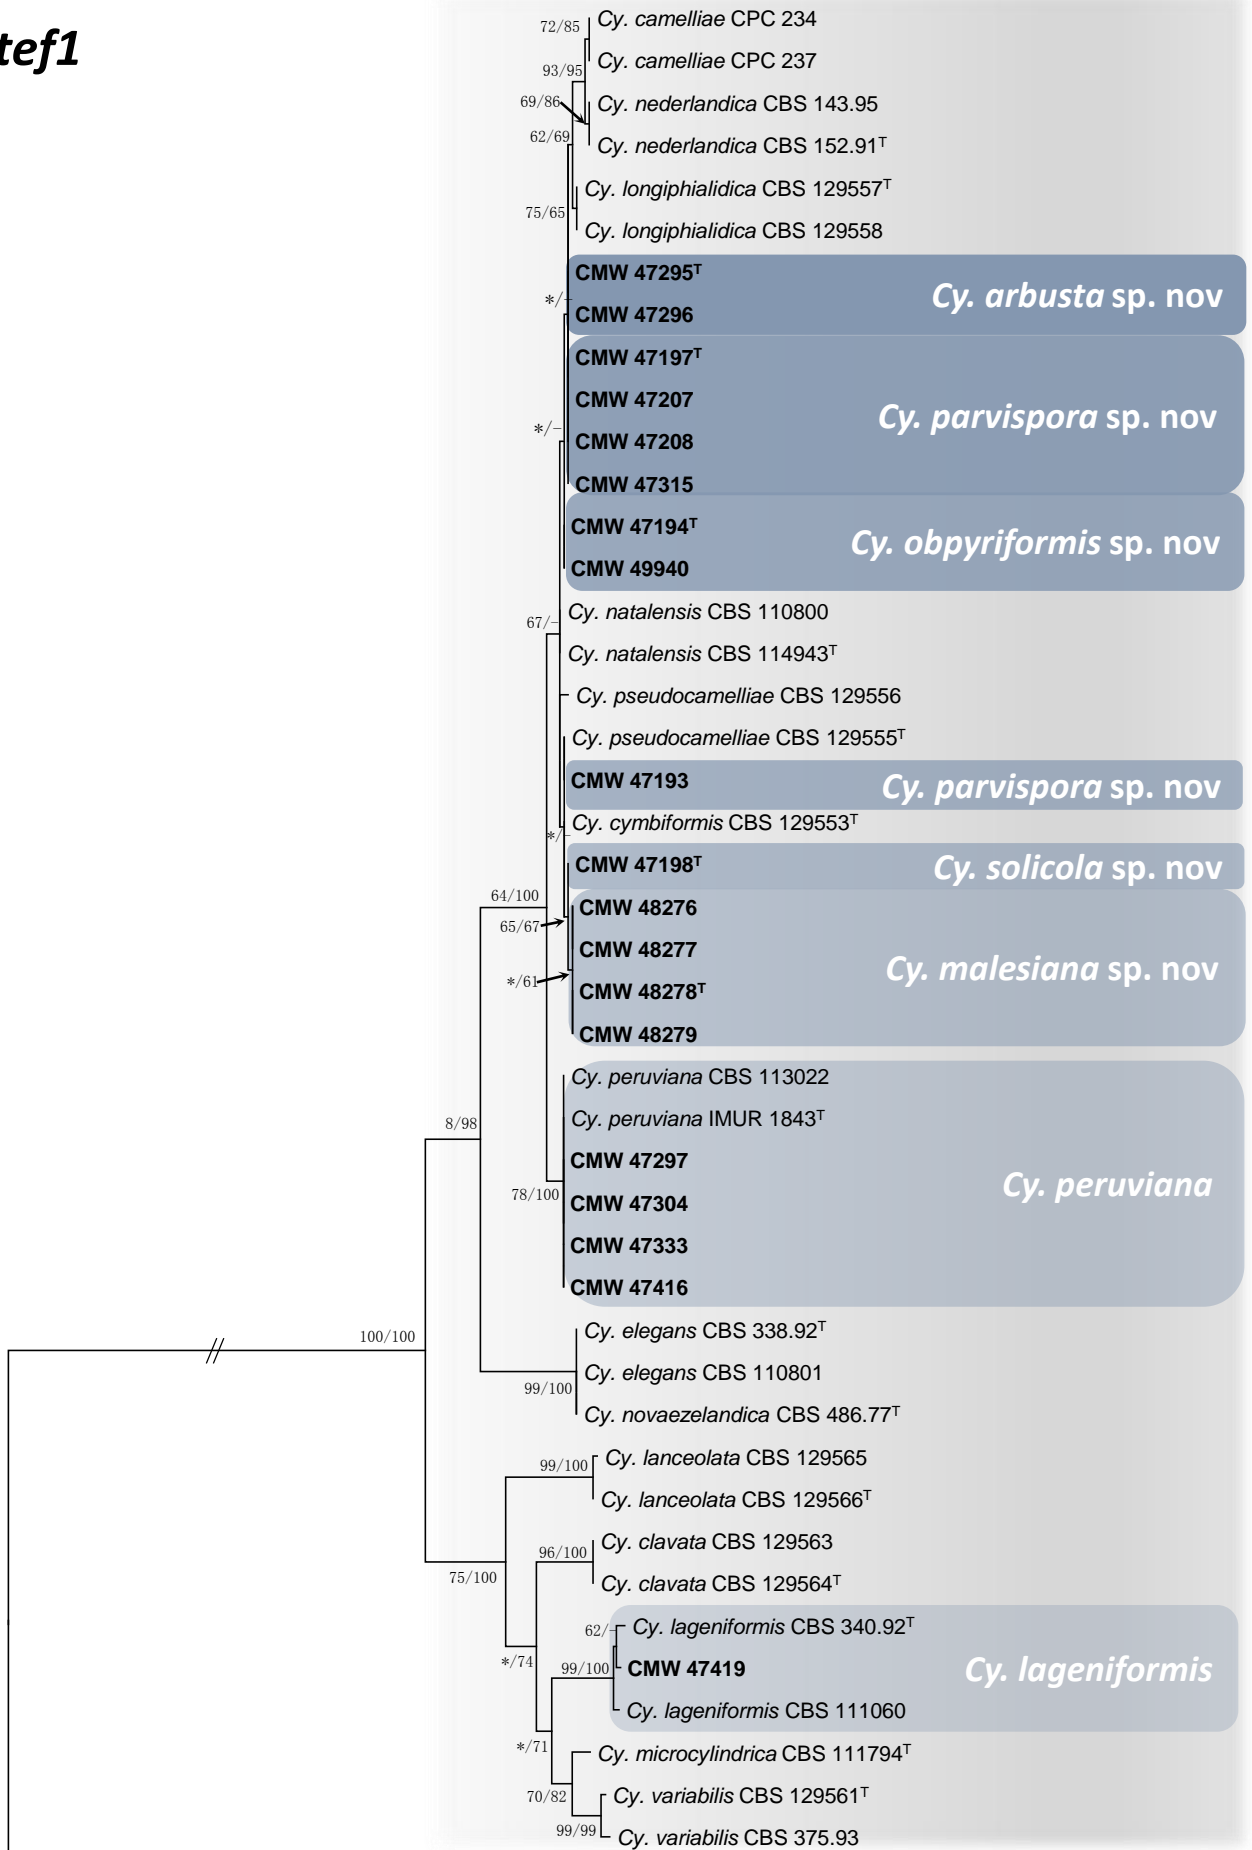 tef1
72/85
Cy. camelliae CPC 234
Cy. camelliae CPC 237
93/95
69/86
Cy. nederlandica CBS 143.95
62/69
Cy. nederlandica CBS 152.91ᵀ
Cy. longiphialidica CBS 129557ᵀ
75/65
Cy. longiphialidica CBS 129558
CMW 47295ᵀ
Cy. arbusta sp. nov
*/–
CMW 47296
CMW 47197ᵀ
CMW 47207
Cy. parvispora sp. nov
*/–
CMW 47208
CMW 47315
CMW 47194ᵀ
Cy. obpyriformis sp. nov
CMW 49940
Cy. natalensis CBS 110800
67/–
Cy. natalensis CBS 114943ᵀ
Cy. pseudocamelliae CBS 129556
Cy. pseudocamelliae CBS 129555ᵀ
CMW 47193
Cy. parvispora sp. nov
Cy. cymbiformis CBS 129553ᵀ
*/–
CMW 47198ᵀ
Cy. solicola sp. nov
64/100
CMW 48276
65/67
CMW 48277
Cy. malesiana sp. nov
*/61
CMW 48278ᵀ
CMW 48279
Cy. peruviana CBS 113022
Cy. peruviana IMUR 1843ᵀ
8/98
CMW 47297
Cy. peruviana
78/100
CMW 47304
CMW 47333
CMW 47416
Cy. elegans CBS 338.92ᵀ
100/100
Cy. elegans CBS 110801
99/100
Cy. novaezelandica CBS 486.77ᵀ
Cy. lanceolata CBS 129565
99/100
Cy. lanceolata CBS 129566ᵀ
Cy. clavata CBS 129563
96/100
75/100
Cy. clavata CBS 129564ᵀ
Cy. lageniformis CBS 340.92ᵀ
62/–
*/74
99/100
CMW 47419
Cy. lageniformis
Cy. lageniformis CBS 111060
*/71
Cy. microcylindrica CBS 111794ᵀ
70/82
Cy. variabilis CBS 129561ᵀ
99/99
Cy. variabilis CBS 375.93